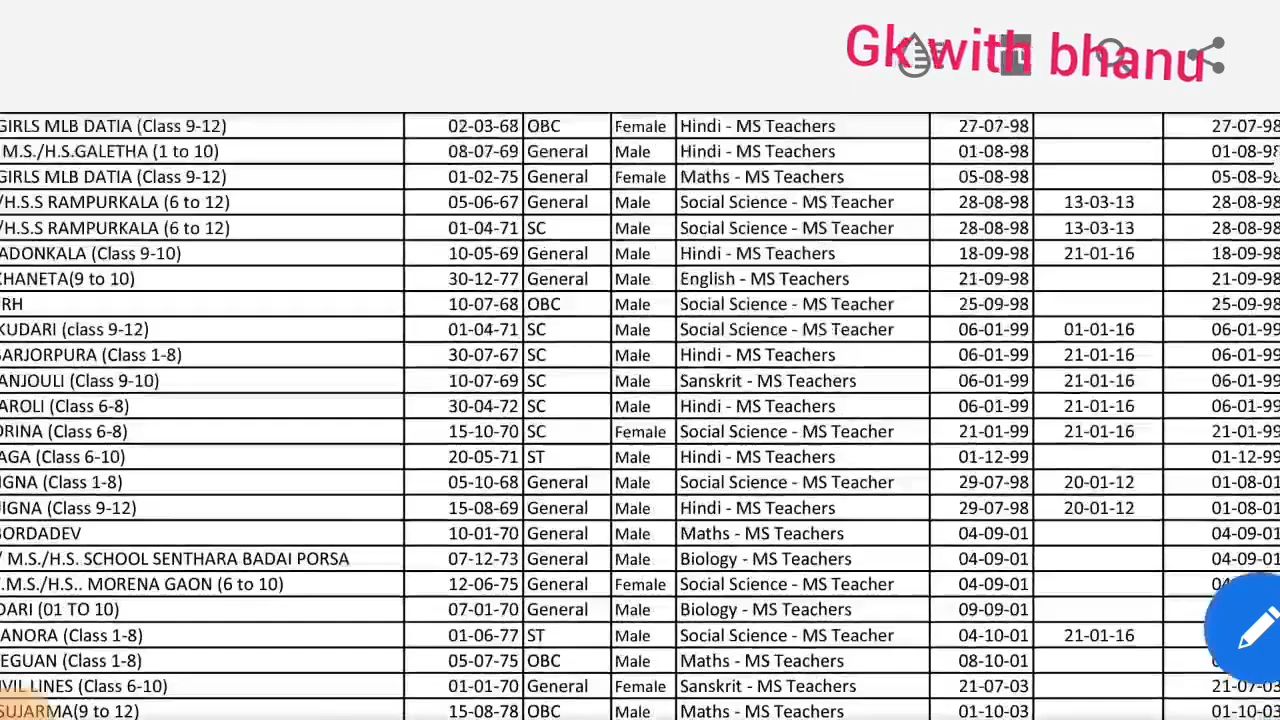 Gk with bhanu
GIRLS MLB DATIA (Class 9-12) 02-03-68 OBC Female Hindi - MS Teachers 27-07-98 27-07-98
M.S./H.S.GALETHA (1 to 10) 08-07-69 General Male Hindi - MS Teachers 01-08-98 01-08-98
GIRLS MLB DATIA (Class 9-12) 01-02-75 General Female Maths - MS Teachers 05-08-98 05-08-98
/H.S.S RAMPURKALA (6 to 12) 05-06-67 General Male Social Science - MS Teacher 28-08-98 13-03-13 28-08-98
/H.S.S RAMPURKALA (6 to 12) 01-04-71 SC Male Social Science - MS Teacher 28-08-98 13-03-13 28-08-98
ADONKALA (Class 9-10) 10-05-69 General Male Hindi - MS Teachers 18-09-98 21-01-16 18-09-98
KHANETA(9 to 10) 30-12-77 General Male English - MS Teachers 21-09-98 21-09-98
RH 10-07-68 OBC Male Social Science - MS Teacher 25-09-98 25-09-98
KUDARI (class 9-12) 01-04-71 SC Male Social Science - MS Teacher 06-01-99 01-01-16 06-01-99
BARJORPURA (Class 1-8) 30-07-67 SC Male Hindi - MS Teachers 06-01-99 21-01-16 06-01-99
ANJOULI (Class 9-10) 10-07-69 SC Male Sanskrit - MS Teachers 06-01-99 21-01-16 06-01-99
AROLI (Class 6-8) 30-04-72 SC Male Hindi - MS Teachers 06-01-99 21-01-16 06-01-99
ORINA (Class 6-8) 15-10-70 SC Female Social Science - MS Teacher 21-01-99 21-01-16 21-01-99
AGA (Class 6-10) 20-05-71 ST Male Hindi - MS Teachers 01-12-99 01-12-99
IGNA (Class 1-8) 05-10-68 General Male Social Science - MS Teacher 29-07-98 20-01-12 01-08-01
JIGNA (Class 9-12) 15-08-69 General Male Hindi - MS Teachers 29-07-98 20-01-12 01-08-01
BORDADEV 10-01-70 General Male Maths - MS Teachers 04-09-01 04-09-01
/ M.S./H.S. SCHOOL SENTHARA BADAI PORSA 07-12-73 General Male Biology - MS Teachers 04-09-01 04-09-01
.M.S./H.S.. MORENA GAON (6 to 10) 12-06-75 General Female Social Science - MS Teacher 04-09-01
DARI (01 TO 10) 07-01-70 General Male Biology - MS Teachers 09-09-01
ANORA (Class 1-8) 01-06-77 ST Male Social Science - MS Teacher 04-10-01 21-01-16
EGUAN (Class 1-8) 05-07-75 OBC Male Maths - MS Teachers 08-10-01
IVIL LINES (Class 6-10) 01-01-70 General Female Sanskrit - MS Teachers 21-07-03 21-07-03
SUJARMA(9 to 12) 15-08-78 OBC Male Maths - MS Teachers 01-10-03 01-10-03